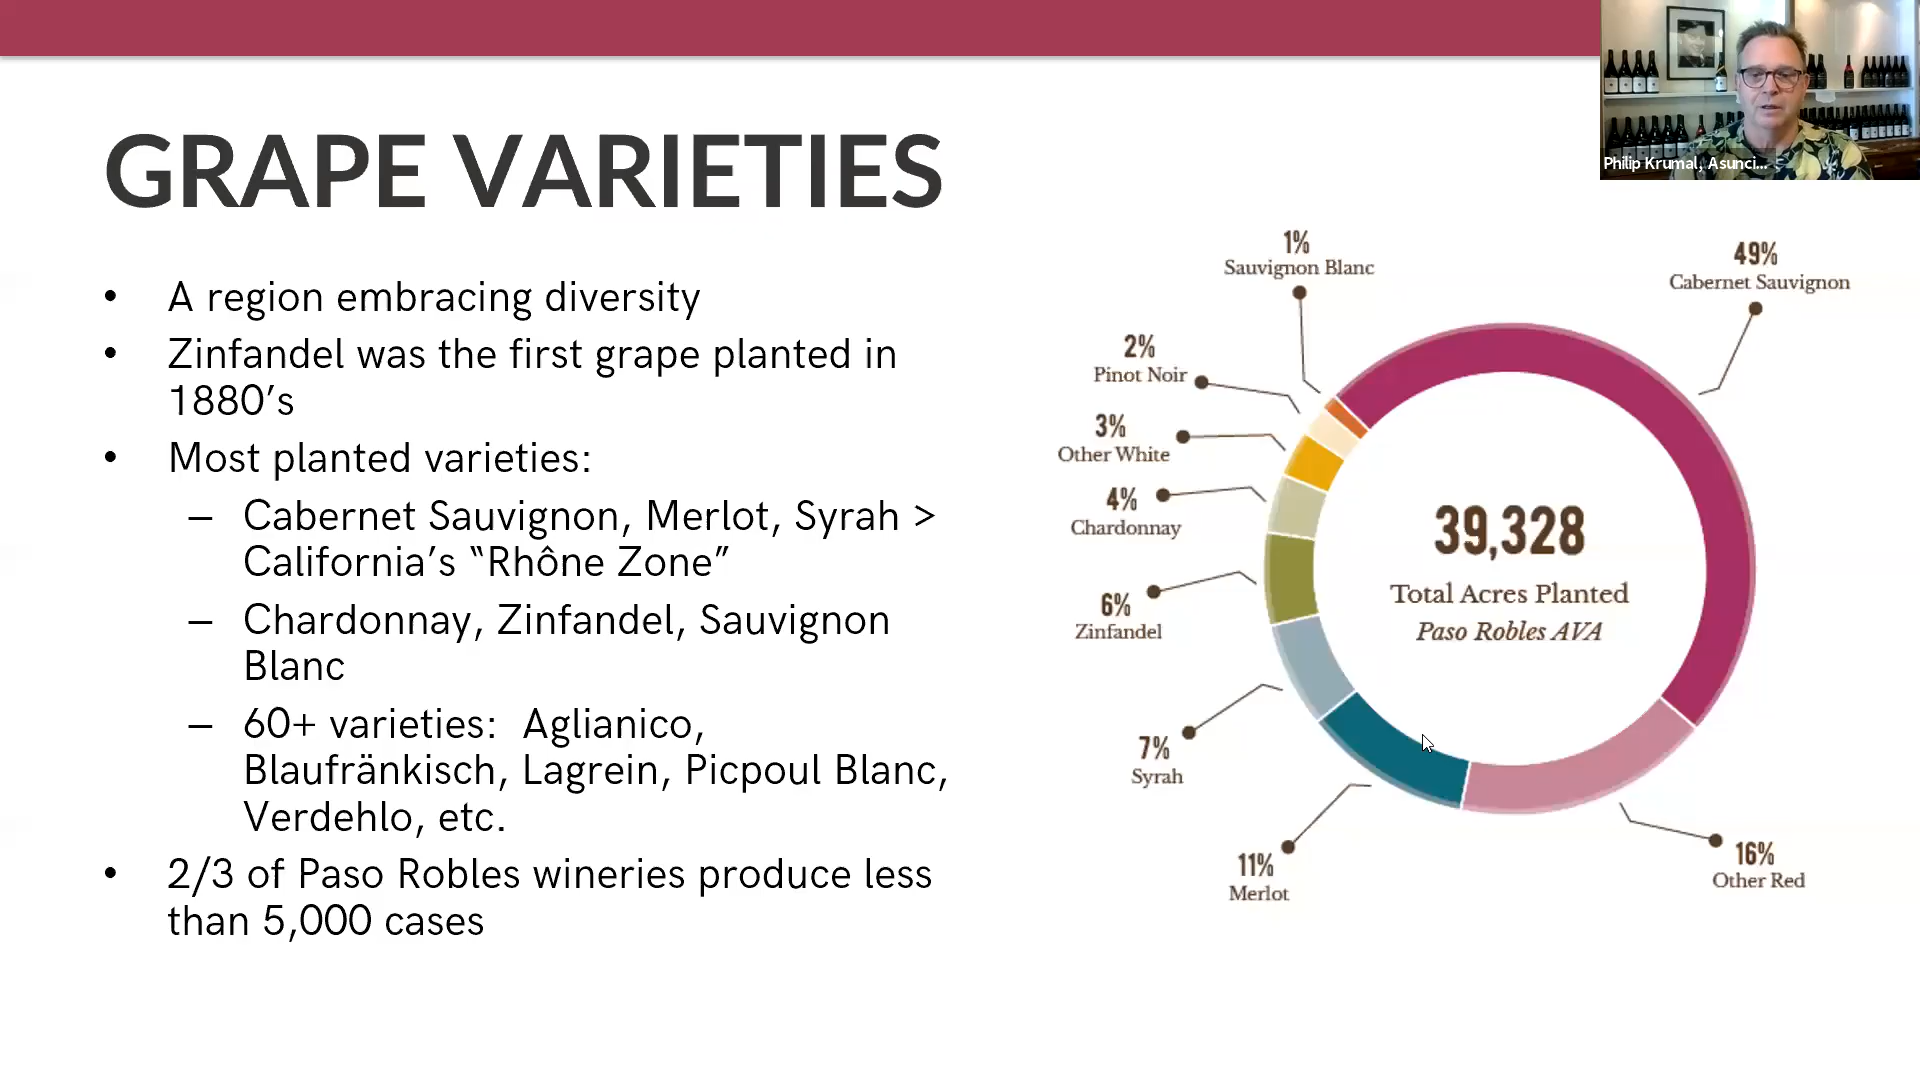 Philip Krumal, Asunci...
GRAPE VARIETIES
• A region embracing diversity
• Zinfandel was the first grape planted in
1880’s
• Most planted varieties:
– Cabernet Sauvignon, Merlot, Syrah >
California’s “Rhône Zone”
– Chardonnay, Zinfandel, Sauvignon
Blanc
– 60+ varieties: Aglianico,
Blaufränkisch, Lagrein, Picpoul Blanc,
Verdehlo, etc.
• 2/3 of Paso Robles wineries produce less
than 5,000 cases
1%
Sauvignon Blanc
49%
Cabernet Sauvignon
2%
Pinot Noir
3%
Other White
4%
Chardonnay
6%
Zinfandel
7%
Syrah
11%
Merlot
16%
Other Red
39,328
Total Acres Planted
Paso Robles AVA